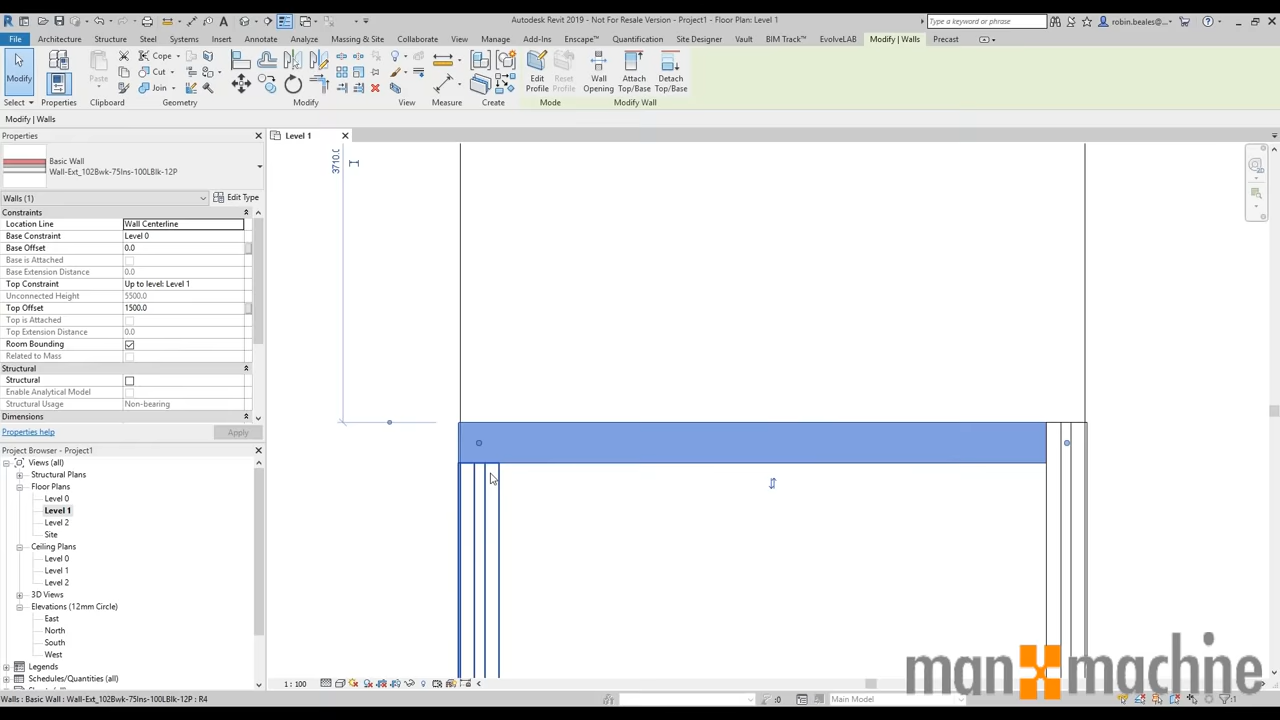 Autodesk Revit 2019 - Not For Resale Version - Project1 - Floor Plan: Level 1
Type a keyword or phrase
robin.beales...
File Architecture Structure Steel Systems Insert Annotate Analyze Massing & Site Collaborate View Manage Add-Ins Enscape™ Quantification Site Designer Vault BIM Track™ EvolveLAB Modify | Walls Precast
Modify
Paste
Cope
Cut
Join
Edit Profile
Reset Profile
Wall Opening
Attach Top/Base
Detach Top/Base
Select Properties Clipboard Geometry Modify View Measure Create Mode Modify Wall
Modify | Walls
Properties
Level 1
3710.0
Basic Wall
Wall-Ext_102Bwk-75Ins-100LBlk-12P
Walls (1)
Edit Type
Constraints
Location Line Wall Centerline
Base Constraint Level 0
Base Offset 0.0
Base is Attached
Base Extension Distance 0.0
Top Constraint Up to level: Level 1
Unconnected Height 5500.0
Top Offset 1500.0
Top is Attached
Top Extension Distance 0.0
Room Bounding
Related to Mass
Structural
Structural
Enable Analytical Model
Structural Usage Non-bearing
Dimensions
Properties help
Apply
Project Browser - Project1
Views (all)
Structural Plans
Floor Plans
Level 0
Level 1
Level 2
Site
Ceiling Plans
Level 0
Level 1
Level 2
3D Views
Elevations (12mm Circle)
East
North
South
West
Legends
Schedules/Quantities (all)
1 : 100
Walls : Basic Wall : Wall-Ext_102Bwk-75Ins-100LBlk-12P : R4
:0
Main Model
:1
man machine